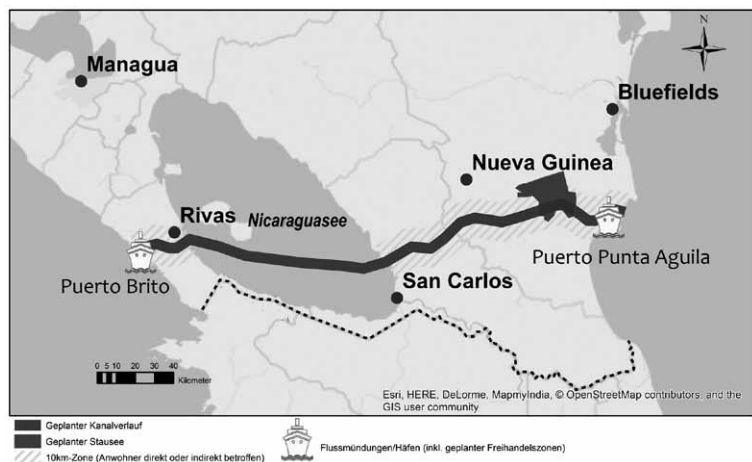 N
Managua
Bluefields
Nueva Guinea
Rivas
Nicaraguasee
Puerto Brito
Puerto Punta Aguila
San Carlos
0 5 10 20 30 40
Kilometer
Esri, HERE, DeLorme, MapmyIndia, © OpenStreetMap contributors, and the
GIS user community
Geplanter Kanalverlauf
Geplanter Stausee
10km-Zone (Anwohner direkt oder indirekt betroffen)
Flussmündungen/Häfen (inkl. geplanter Freihandelszonen)